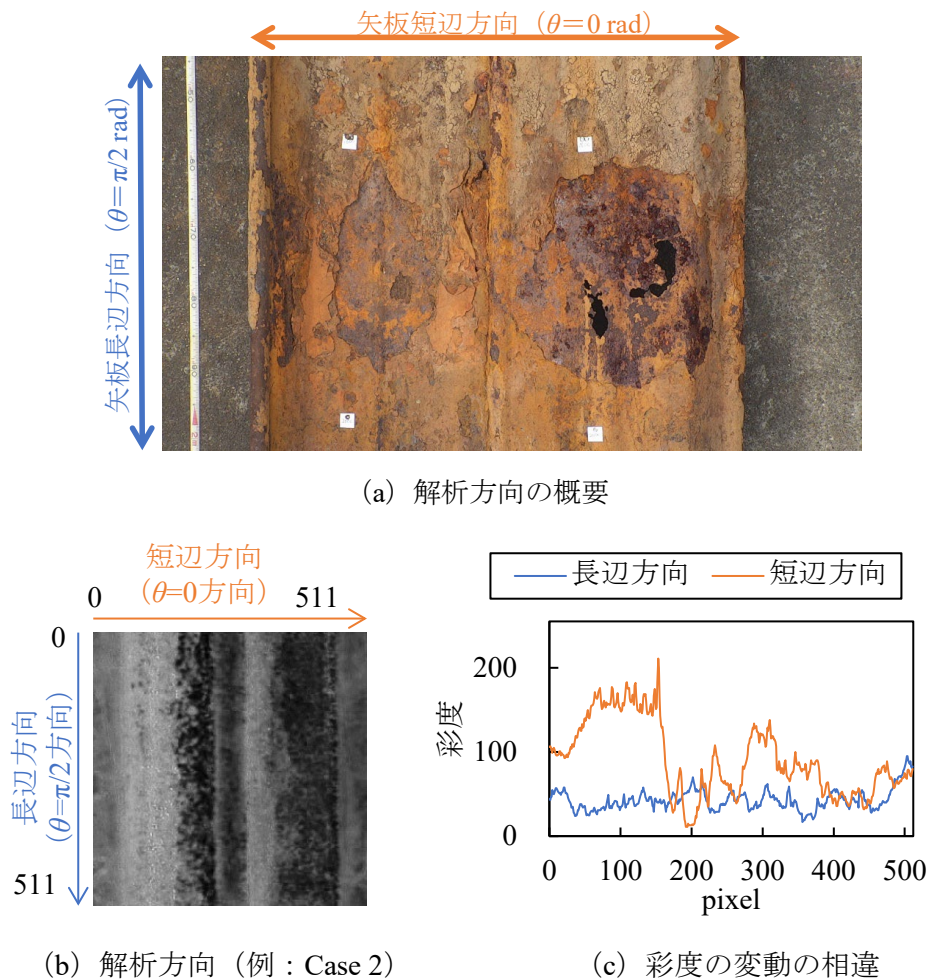 矢板短辺方向（θ＝0 rad）
矢板長辺方向（θ＝π/2 rad）
（a）解析方向の概要
短辺方向
（θ=0方向）
0 511
0
長辺方向
（θ=π/2方向）
511
（b）解析方向（例：Case 2）
長辺方向 短辺方向
200
100
0
彩度
0 100 200 300 400 500
pixel
（c）彩度の変動の相違